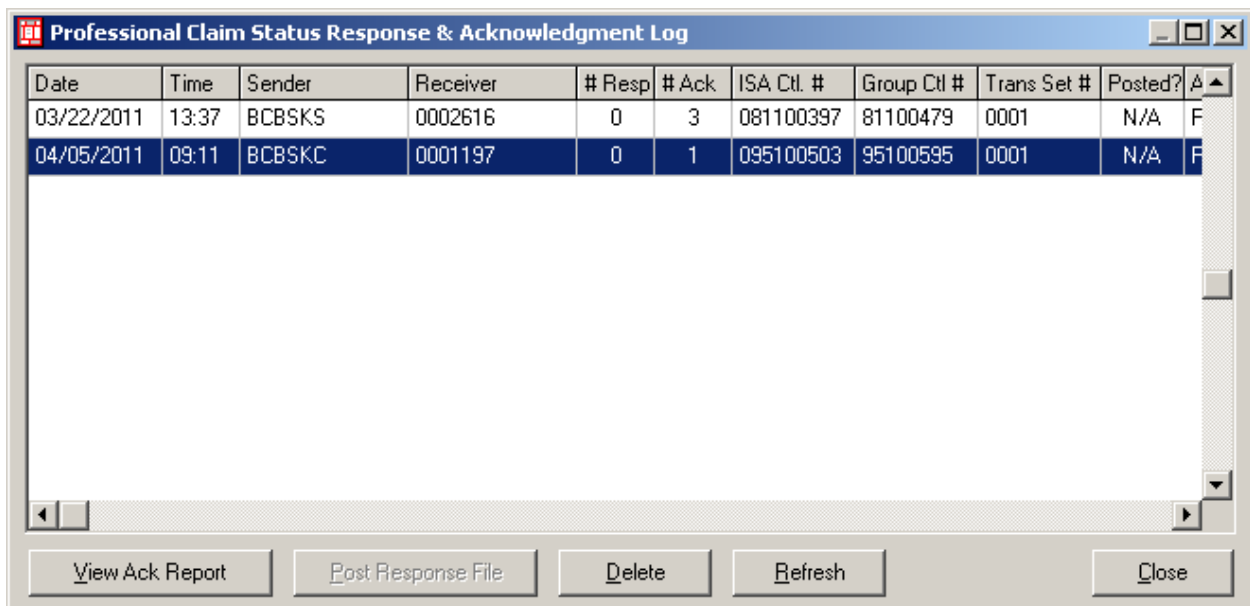 Professional Claim Status Response & Acknowledgment Log
Date Time Sender Receiver # Resp # Ack ISA Ctl. # Group Ctl # Trans Set # Posted? A
03/22/2011 13:37 BCBSKS 0002616 0 3 081100397 81100479 0001 N/A F
04/05/2011 09:11 BCBSKC 0001197 0 1 095100503 95100595 0001 N/A F
View Ack Report Post Response File Delete Refresh Close